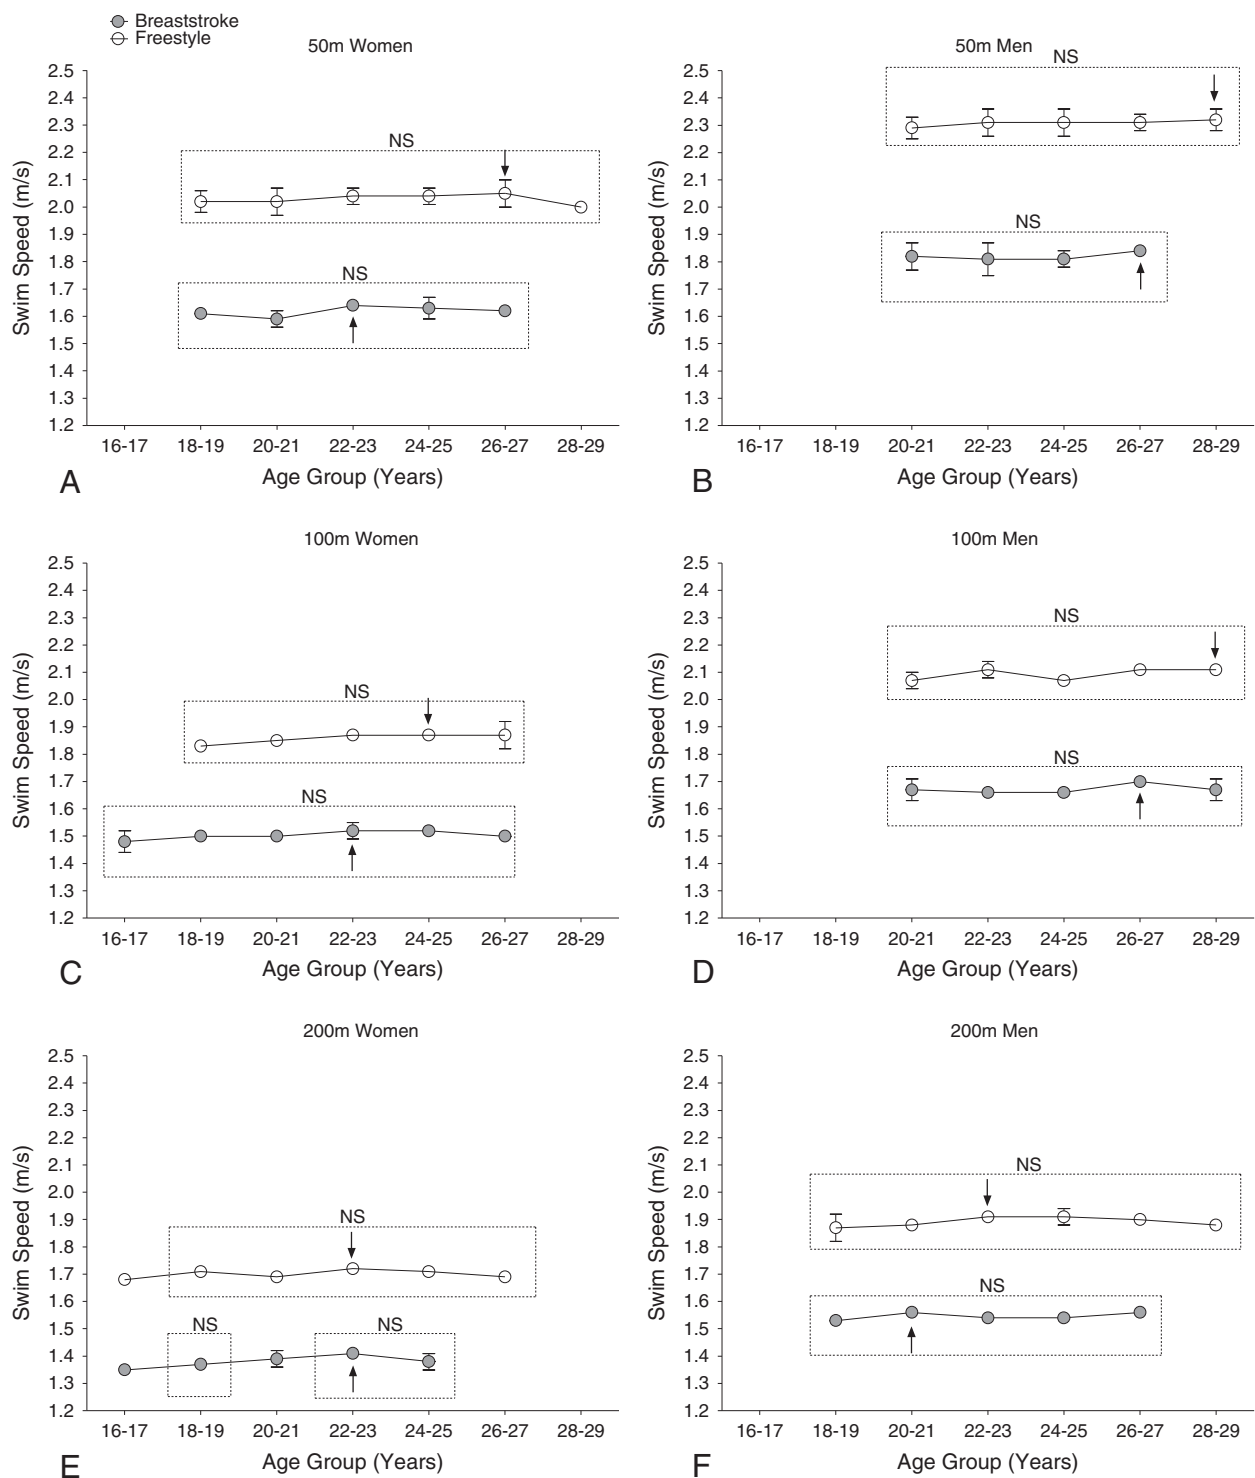 Breaststroke
Freestyle
50m Women
50m Men
2.5
2.4
2.3
2.2
2.1
2.0
1.9
1.8
1.7
1.6
1.5
1.4
1.3
1.2
Swim Speed (m/s)
NS
NS
16-17 18-19 20-21 22-23 24-25 26-27 28-29
Age Group (Years)
A
2.5
2.4
2.3
2.2
2.1
2.0
1.9
1.8
1.7
1.6
1.5
1.4
1.3
1.2
Swim Speed (m/s)
NS
NS
16-17 18-19 20-21 22-23 24-25 26-27 28-29
Age Group (Years)
B
100m Women
2.5
2.4
2.3
2.2
2.1
2.0
1.9
1.8
1.7
1.6
1.5
1.4
1.3
1.2
Swim Speed (m/s)
NS
NS
16-17 18-19 20-21 22-23 24-25 26-27 28-29
Age Group (Years)
C
100m Men
2.5
2.4
2.3
2.2
2.1
2.0
1.9
1.8
1.7
1.6
1.5
1.4
1.3
1.2
Swim Speed (m/s)
NS
NS
16-17 18-19 20-21 22-23 24-25 26-27 28-29
Age Group (Years)
D
200m Women
2.5
2.4
2.3
2.2
2.1
2.0
1.9
1.8
1.7
1.6
1.5
1.4
1.3
1.2
Swim Speed (m/s)
NS
NS
NS
16-17 18-19 20-21 22-23 24-25 26-27 28-29
Age Group (Years)
E
200m Men
2.5
2.4
2.3
2.2
2.1
2.0
1.9
1.8
1.7
1.6
1.5
1.4
1.3
1.2
Swim Speed (m/s)
NS
NS
16-17 18-19 20-21 22-23 24-25 26-27 28-29
Age Group (Years)
F